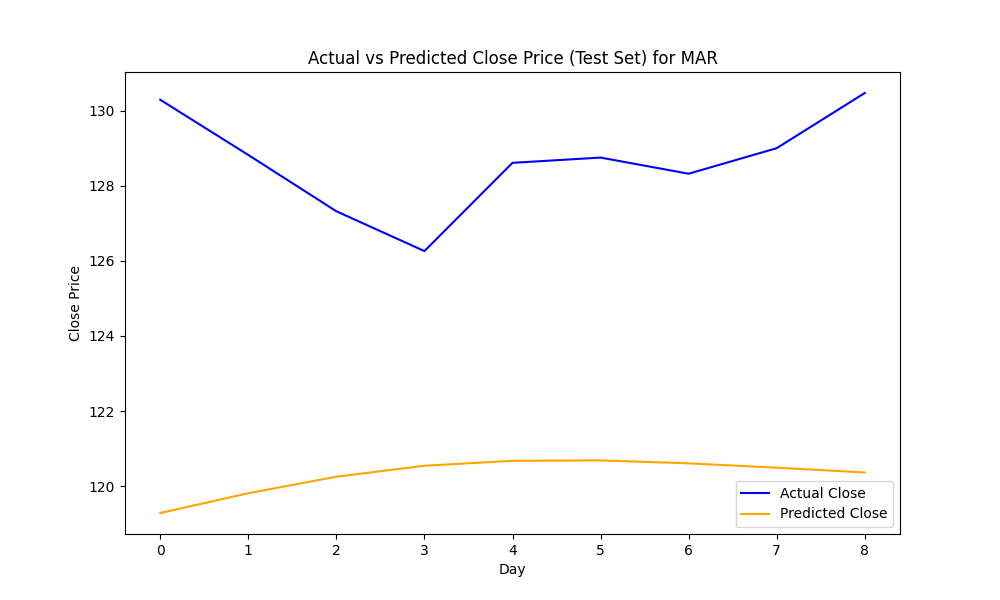 Actual vs Predicted Close Price (Test Set) for MAR
Close Price
130
128
126
124
122
120
Actual Close
Predicted Close
0 1 2 3 4 5 6 7 8
Day